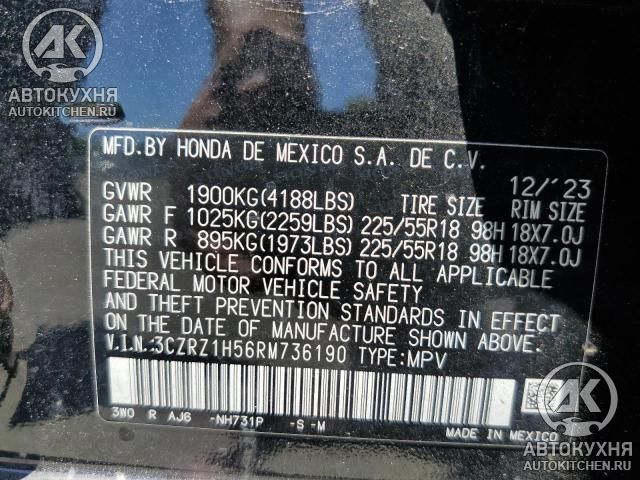 АК
АВТОКУХНЯ
AUTOKITCHEN.RU
MFD.BY HONDA DE MEXICO S.A. DE C.V.
12/'23
GVWR 1900KG(4188LBS) TIRE SIZE RIM SIZE
GAWR F 1025KG(2259LBS) 225/55R18 98H 18X7.0J
GAWR R 895KG(1973LBS) 225/55R18 98H 18X7.0J
THIS VEHICLE CONFORMS TO ALL APPLICABLE
FEDERAL MOTOR VEHICLE SAFETY
AND THEFT PREVENTION STANDARDS IN EFFECT
ON THE DATE OF MANUFACTURE SHOWN ABOVE.
V.I.N.:3CZRZ1H56RM736190 TYPE:MPV
3W0 R AJ6 -NH731P -S -M
MADE IN MEXICO
АК
АВТОКУХНЯ
AUTOKITCHEN.RU